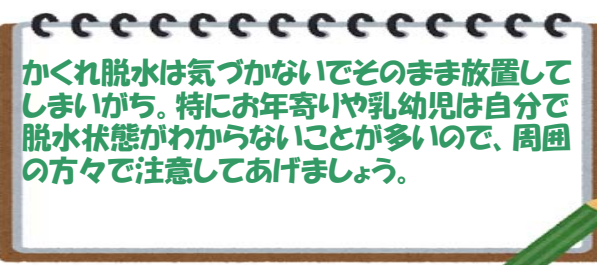 かくれ脱水は気づかないでそのまま放置して
しまいがち。特にお年寄りや乳幼児は自分で
脱水状態がわからないことが多いので、周囲
の方々で注意してあげましょう。